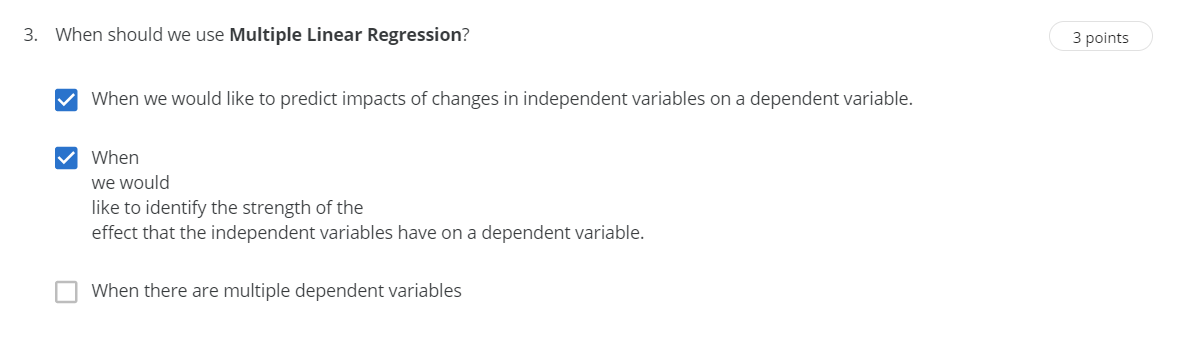 3. When should we use Multiple Linear Regression?
3 points
When we would like to predict impacts of changes in independent variables on a dependent variable.
When
we would
like to identify the strength of the
effect that the independent variables have on a dependent variable.
When there are multiple dependent variables